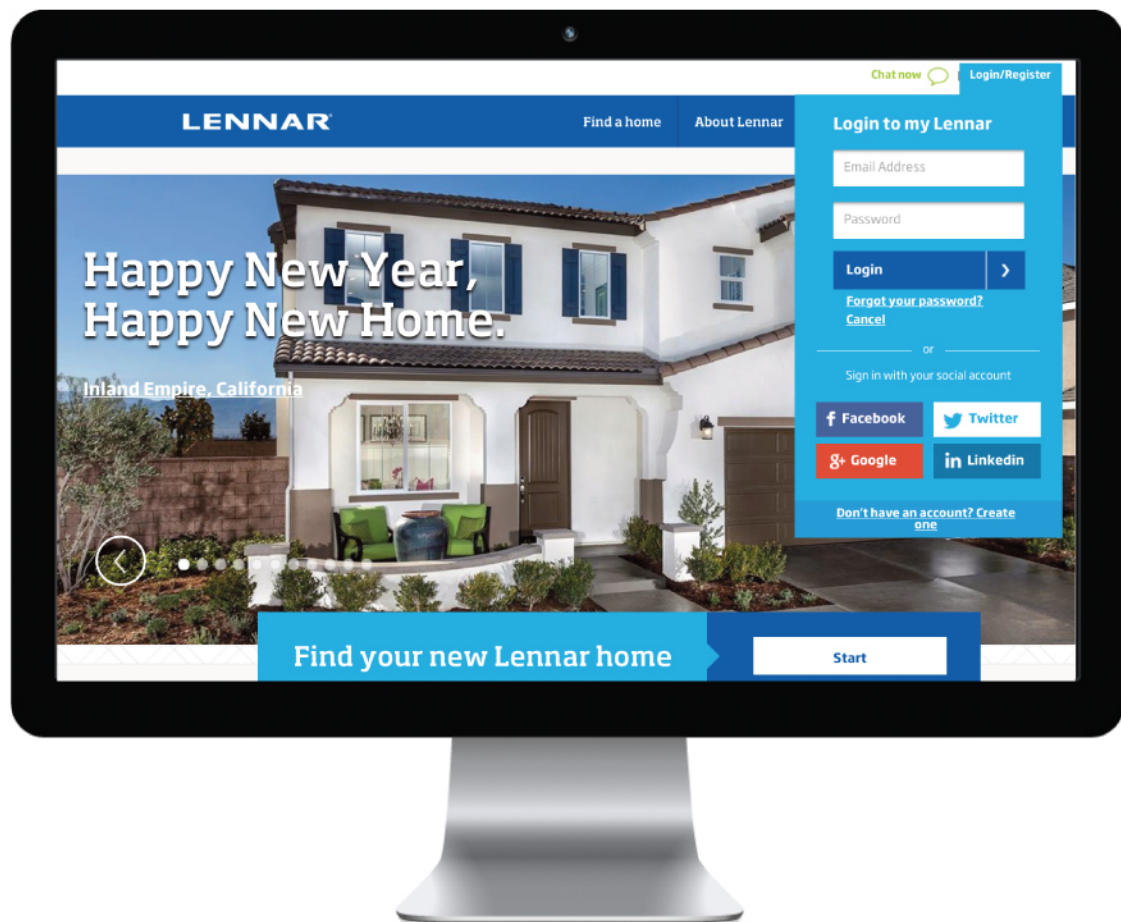 Chat now
Login/Register
LENNAR
Find a home
About Lennar
Login to my Lennar
Email Address
Password
Login
Forgot your password?
Cancel
or
Sign in with your social account
f Facebook
Twitter
g+ Google
in Linkedin
Don't have an account? Create
one
Happy New Year,
Happy New Home.
Inland Empire, California
Find your new Lennar home
Start